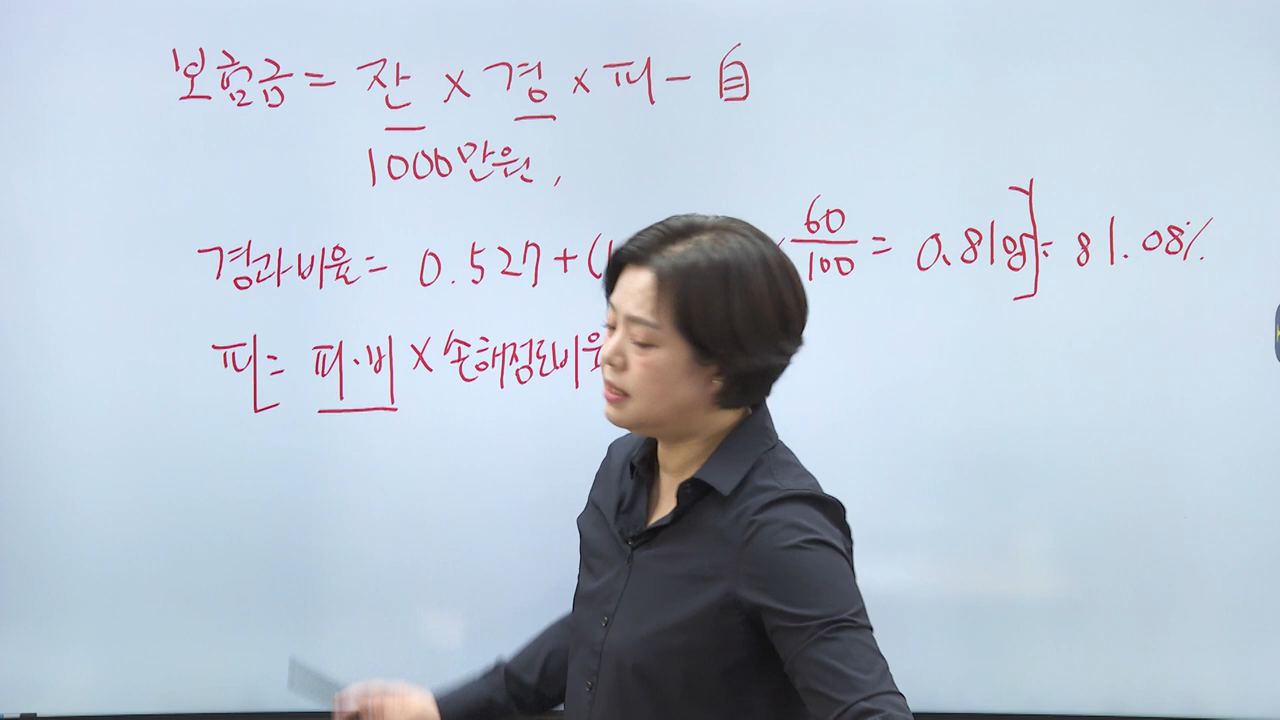 보험금 = 잔 × 경 × 피 - 自
1000만원,
경과비율 = 0.527 + (1 60/100 = 0.8108] = 81.08%
피 = 피·비 × 손해정도비율